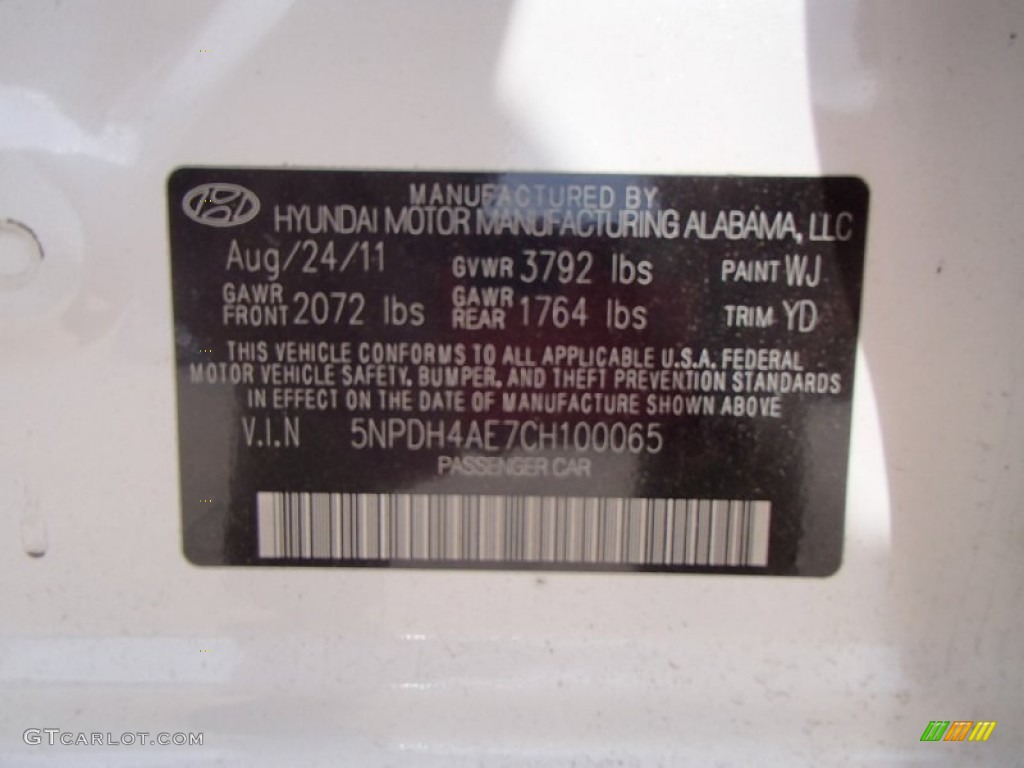 MANUFACTURED BY
HYUNDAI MOTOR MANUFACTURING ALABAMA, LLC
Aug/24/11 GVWR 3792 lbs PAINT WJ
GAWR FRONT 2072 lbs GAWR REAR 1764 lbs TRIM YD
THIS VEHICLE CONFORMS TO ALL APPLICABLE U.S.A. FEDERAL
MOTOR VEHICLE SAFETY, BUMPER, AND THEFT PREVENTION STANDARDS
IN EFFECT ON THE DATE OF MANUFACTURE SHOWN ABOVE
V.I.N 5NPDH4AE7CH100065
PASSENGER CAR
GTCARLOT.COM